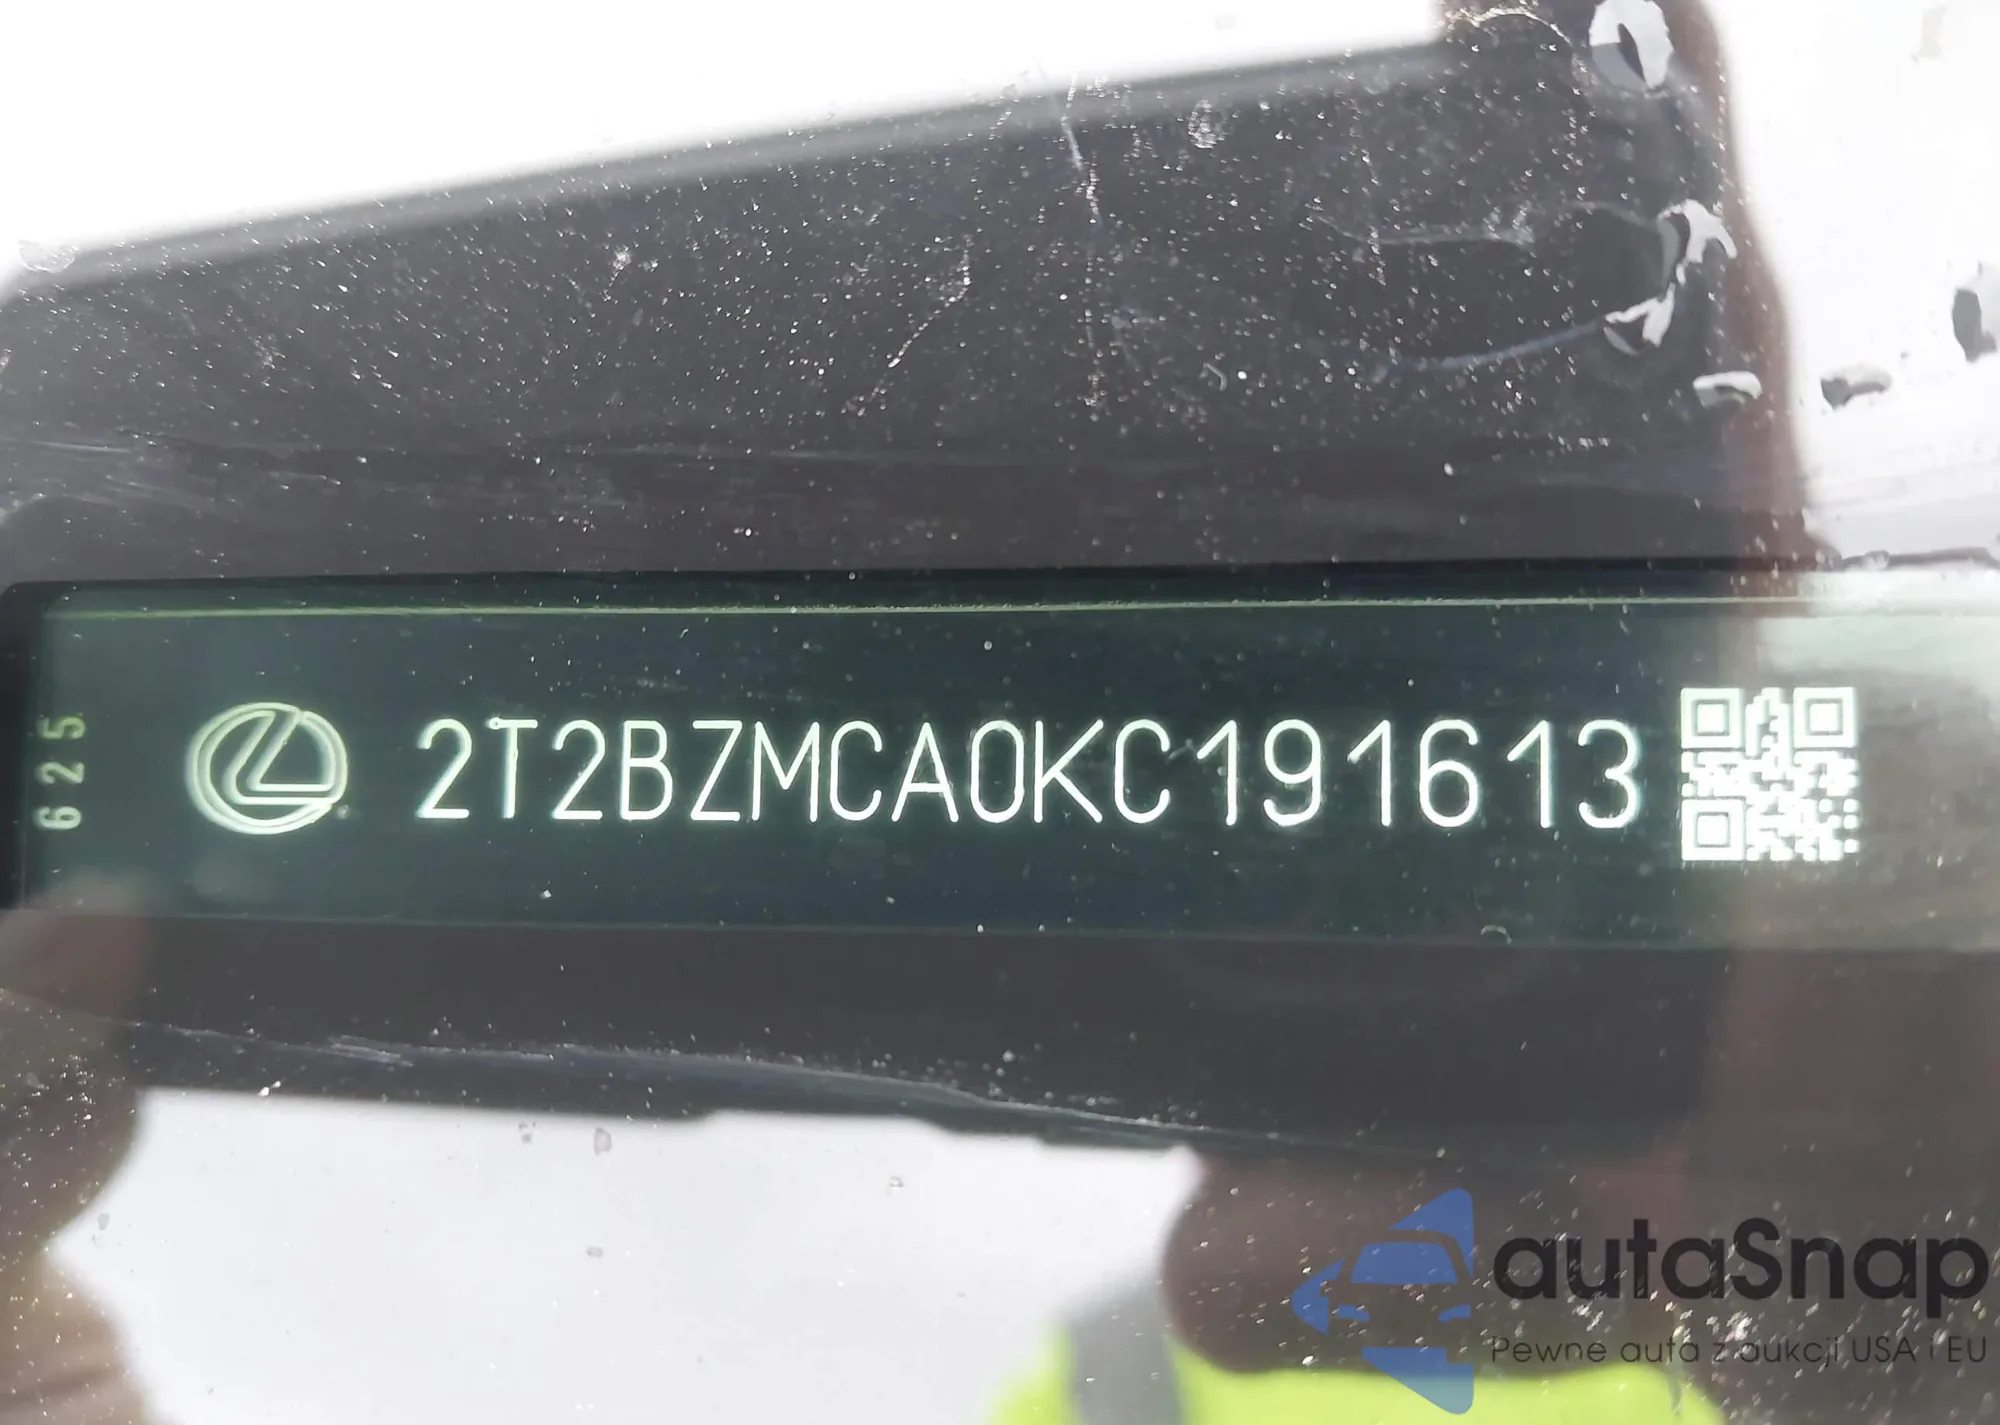 625
2T2BZMCA0KC191613
autaSnap
Pewne auta z aukcji USA i EU